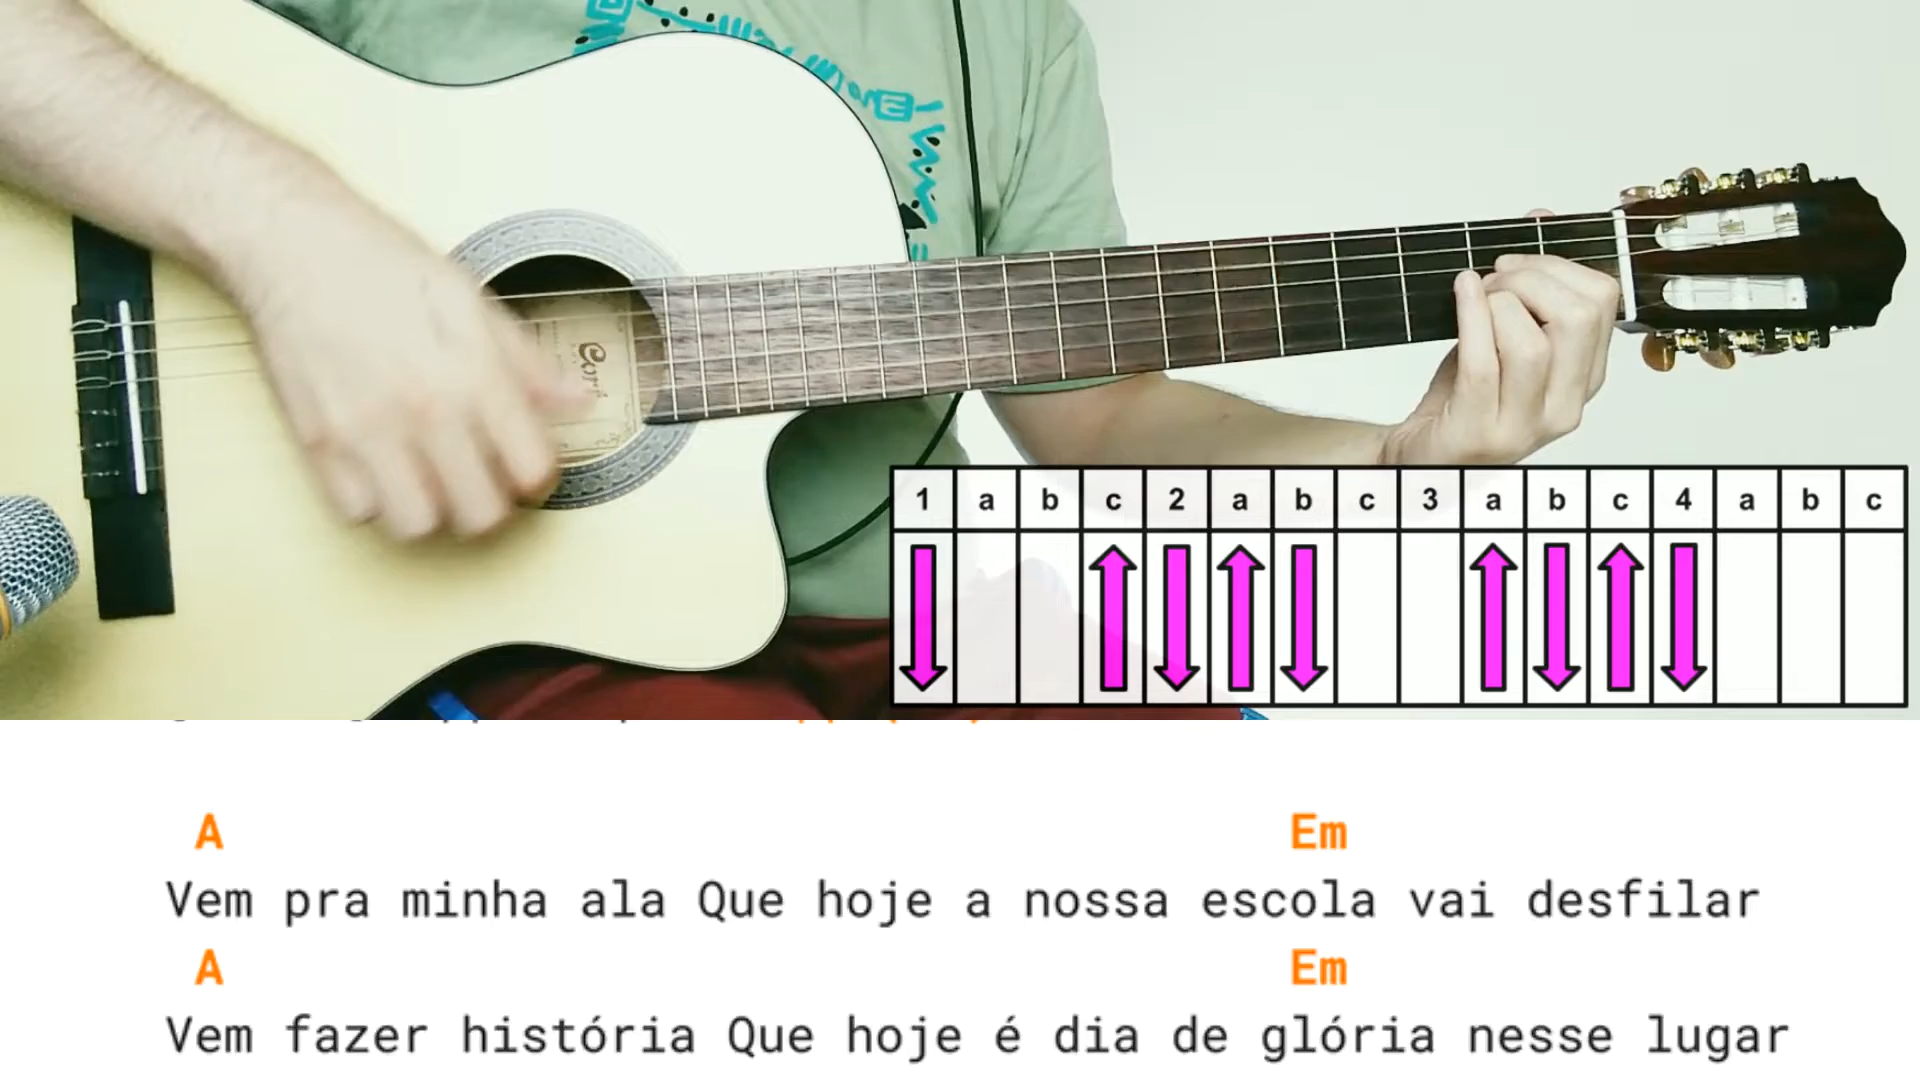 Cort
1 a b c 2 a b c 3 a b c 4 a b c
A Em
Vem pra minha ala Que hoje a nossa escola vai desfilar
A Em
Vem fazer história Que hoje é dia de glória nesse lugar